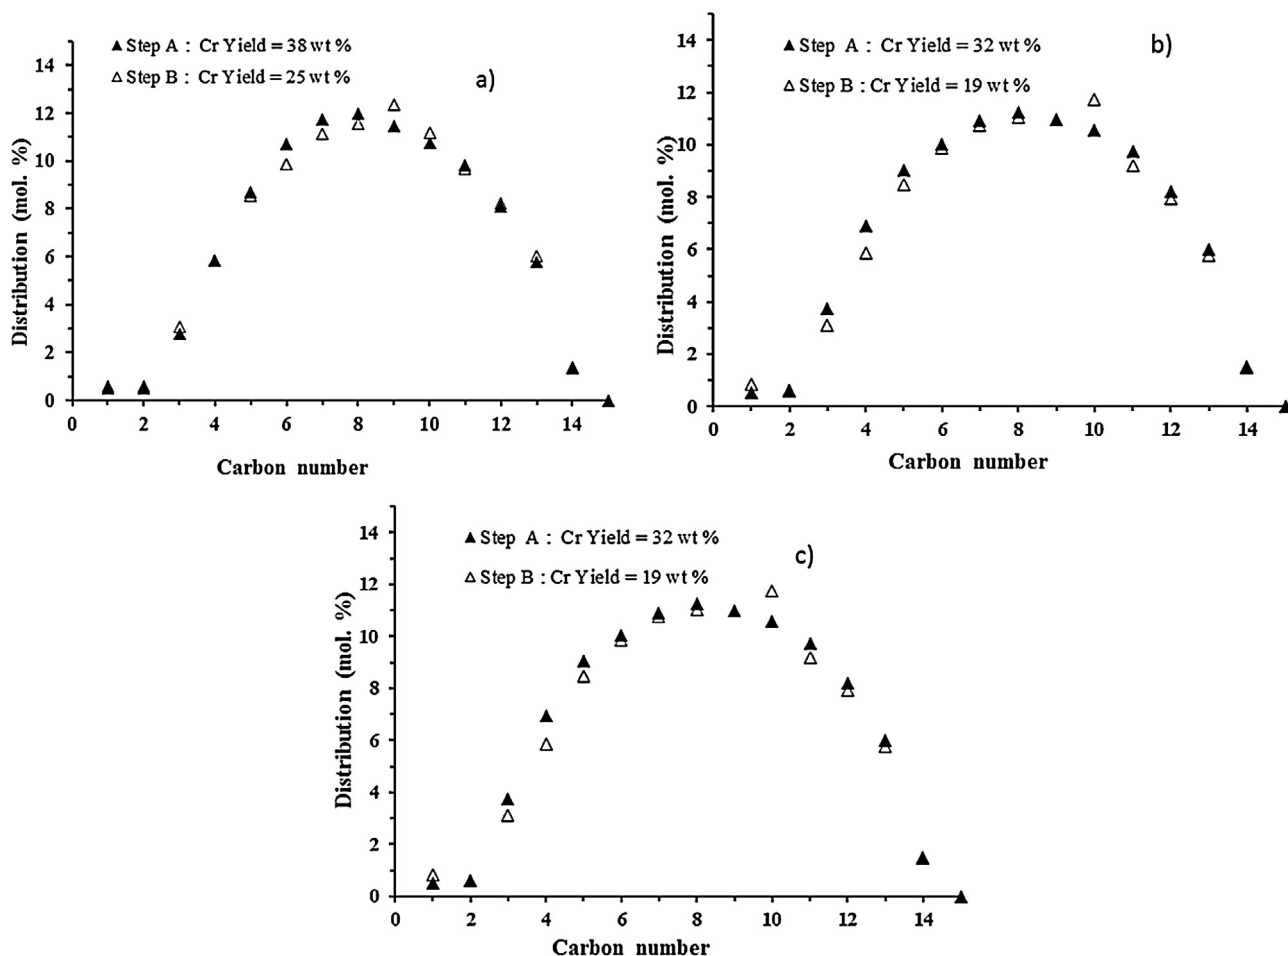 ▲ Step A : Cr Yield = 38 wt %
△ Step B : Cr Yield = 25 wt %
a)
14
12
10
8
6
4
2
0
Distribution (mol. %)
0 2 4 6 8 10 12 14
Carbon number
▲ Step A : Cr Yield = 32 wt %
△ Step B : Cr Yield = 19 wt %
b)
14
12
10
8
6
4
2
0
Distribution (mol. %)
0 2 4 6 8 10 12 14
Carbon number
▲ Step A : Cr Yield = 32 wt %
△ Step B : Cr Yield = 19 wt %
c)
14
12
10
8
6
4
2
0
Distribution (mol. %)
0 2 4 6 8 10 12 14
Carbon number